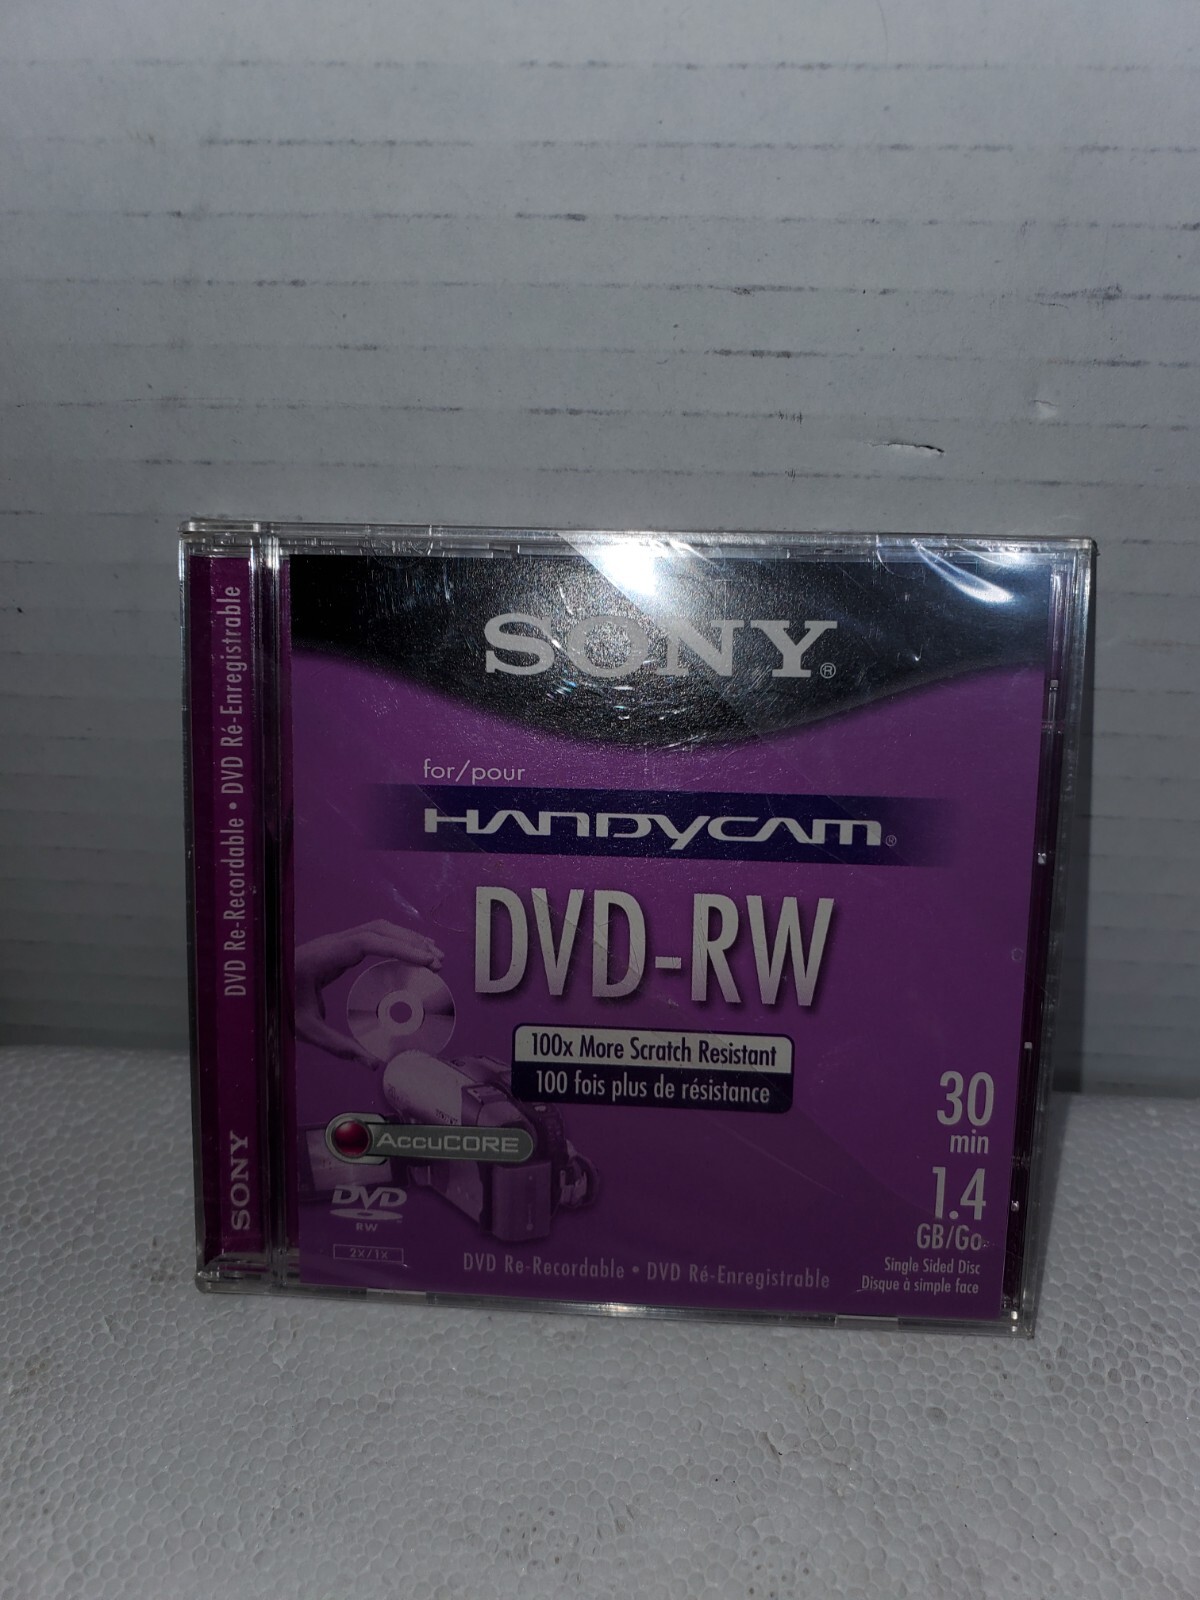 SONY®
for/pour
HANDYCAM®
DVD-RW
100x More Scratch Resistant
100 fois plus de résistance
AccuCORE
DVD
RW
2x/1x
30
min
1.4
GB/Go
Single Sided Disc
Disque à simple face
DVD Re-Recordable • DVD Ré-Enregistrable
SONY
DVD Re-Recordable • DVD Ré-Enregistrable